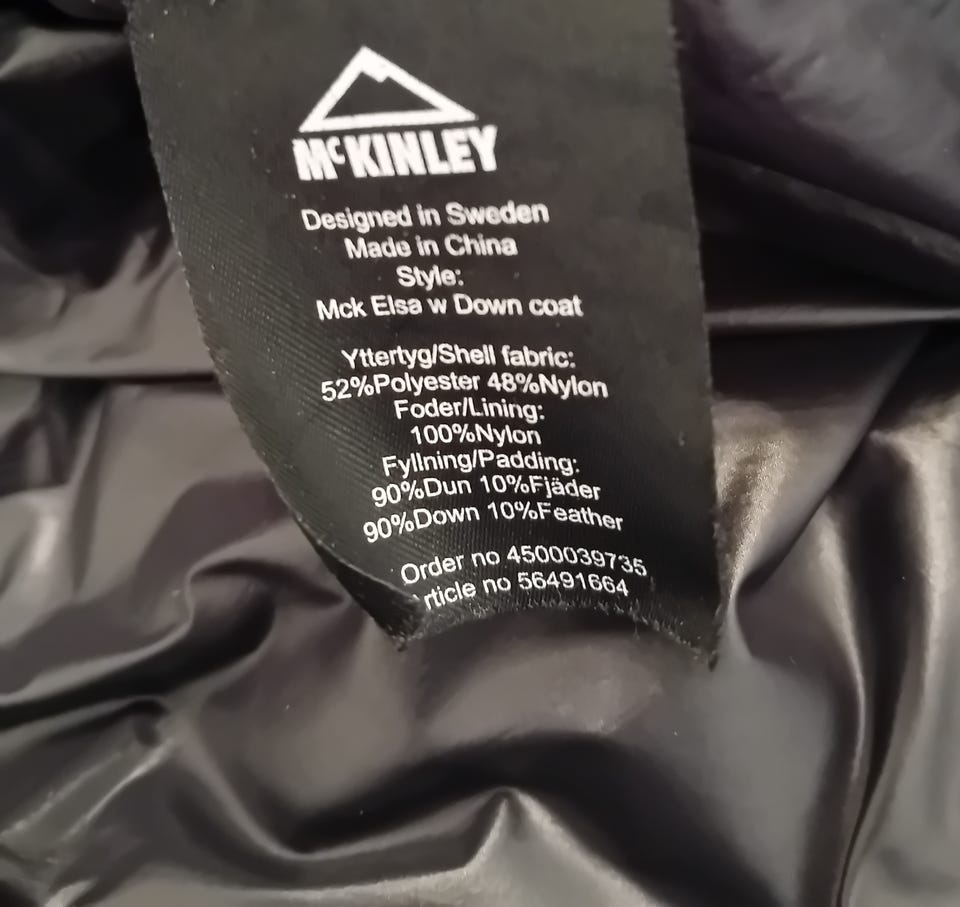 McKINLEY
Designed in Sweden
Made in China
Style:
Mck Elsa w Down coat
Yttertyg/Shell fabric:
52%Polyester 48%Nylon
Foder/Lining:
100%Nylon
Fyllning/Padding:
90%Dun 10%Fjäder
90%Down 10%Feather
Order no 4500039735
rticle no 56491664